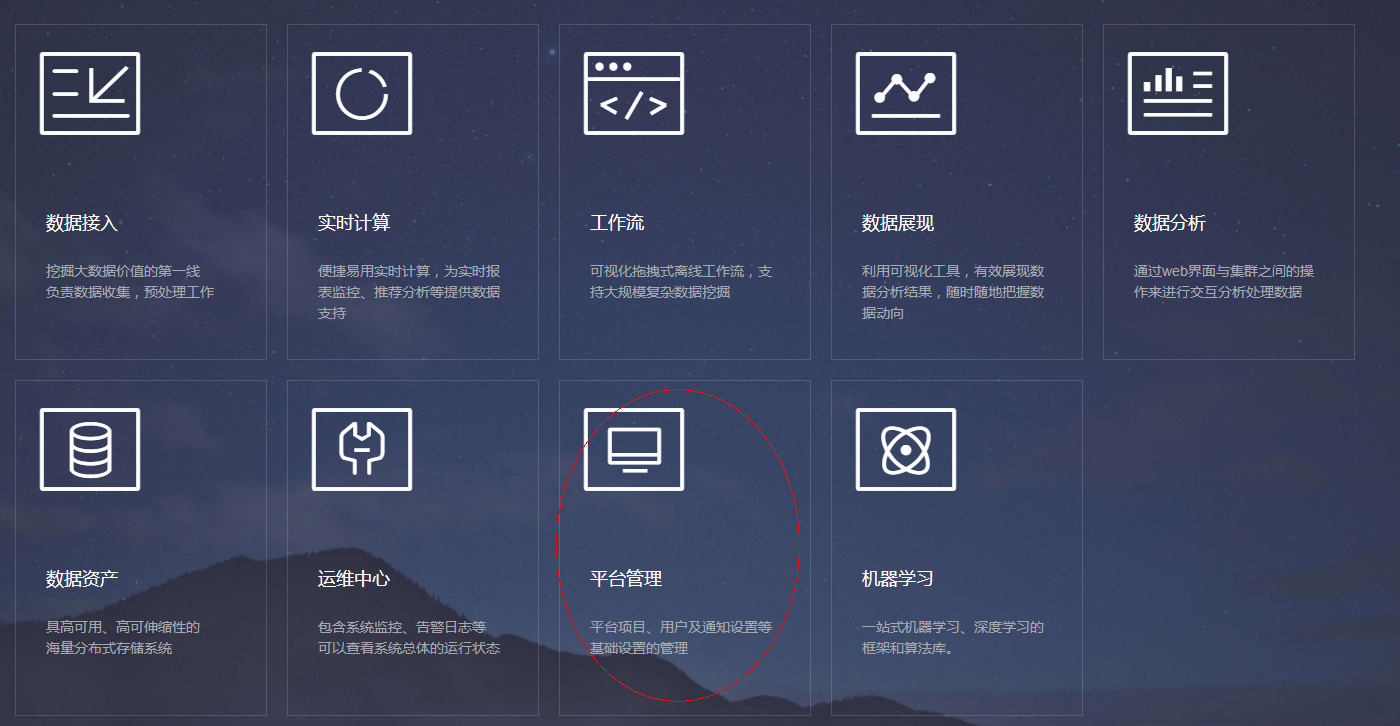 数据接入
挖掘大数据价值的第一线
负责数据收集，预处理工作
实时计算
便捷易用实时计算，为实时报
表监控、推荐分析等提供数据
支持
工作流
可视化拖拽式离线工作流，支
持大规模复杂数据挖掘
数据展现
利用可视化工具，有效展现数
据分析结果，随时随地把握数
据动向
数据分析
通过web界面与集群之间的操
作来进行交互分析处理数据
数据资产
具高可用、高可伸缩性的
海量分布式存储系统
运维中心
包含系统监控、告警日志等
可以查看系统总体的运行状态
平台管理
平台项目、用户及通知设置等
基础设置的管理
机器学习
一站式机器学习、深度学习的
框架和算法库。